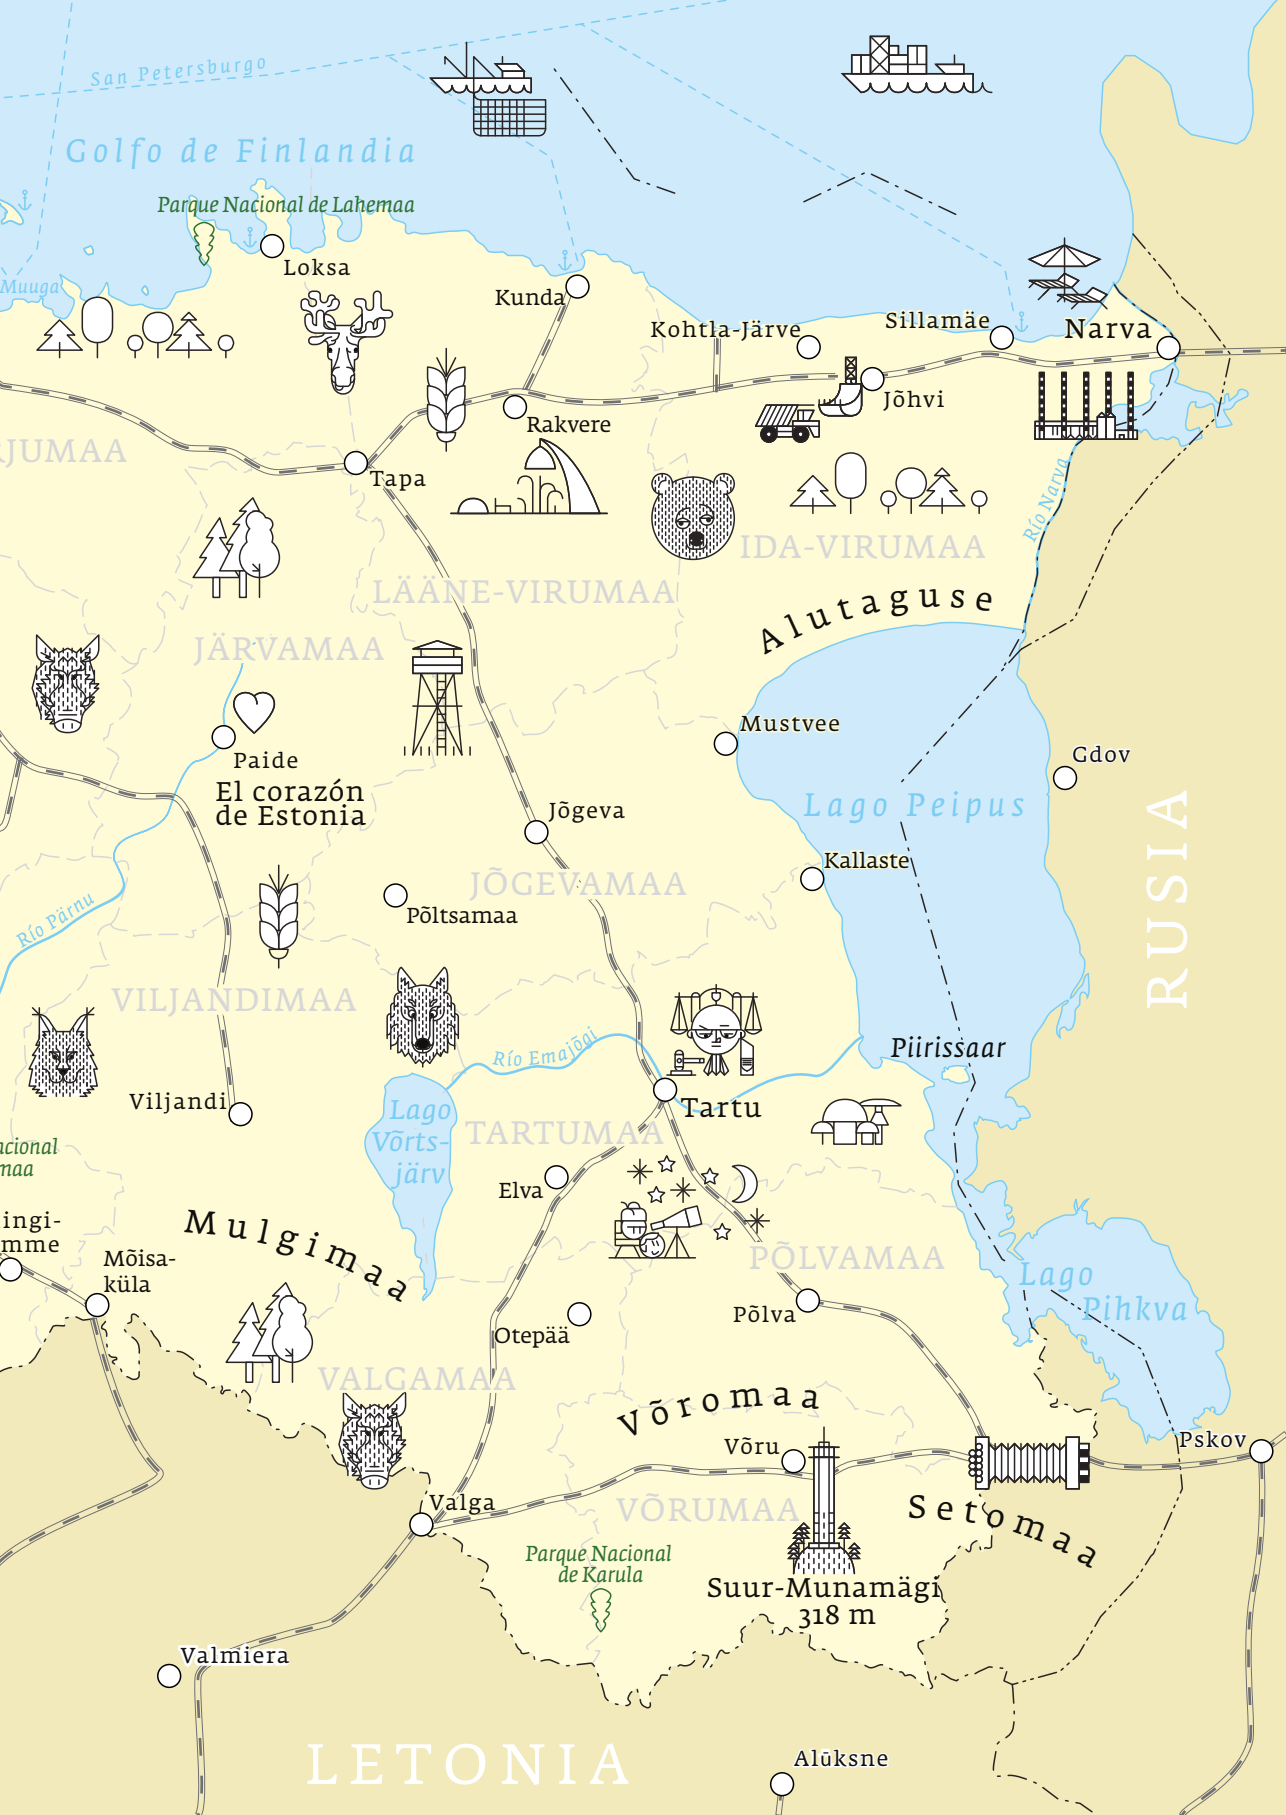 San Petersburgo
Golfo de Finlandia
Parque Nacional de Lahemaa
Loksa
Muuga
Kunda
Kohtla-Järve
Sillamäe
Narva
Jõhvi
Rakvere
Tapa
RJUMAA
Río Narva
IDA-VIRUMAA
LÄÄNE-VIRUMAA
Alutaguse
JÄRVAMAA
Mustvee
Paide
El corazón
de Estonia
Gdov
Lago Peipus
RUSIA
Jõgeva
Kallaste
JÕGEVAMAA
Põltsamaa
Río Pärnu
VILJANDIMAA
Río Emajõgi
Piirissaar
Viljandi
Lago
Võrts-
järv
Tartu
TARTUMAA
acional
maa
Elva
Mulgimaa
ingi-
mme
Mõisa-
küla
PÕLVAMAA
Lago
Pihkva
Põlva
Otepää
VALGAMAA
Võromaa
Võru
Pskov
Valga
VÕRUMAA
Setomaa
Parque Nacional
de Karula
Suur-Munamägi
318 m
Valmiera
LETONIA
Alūksne